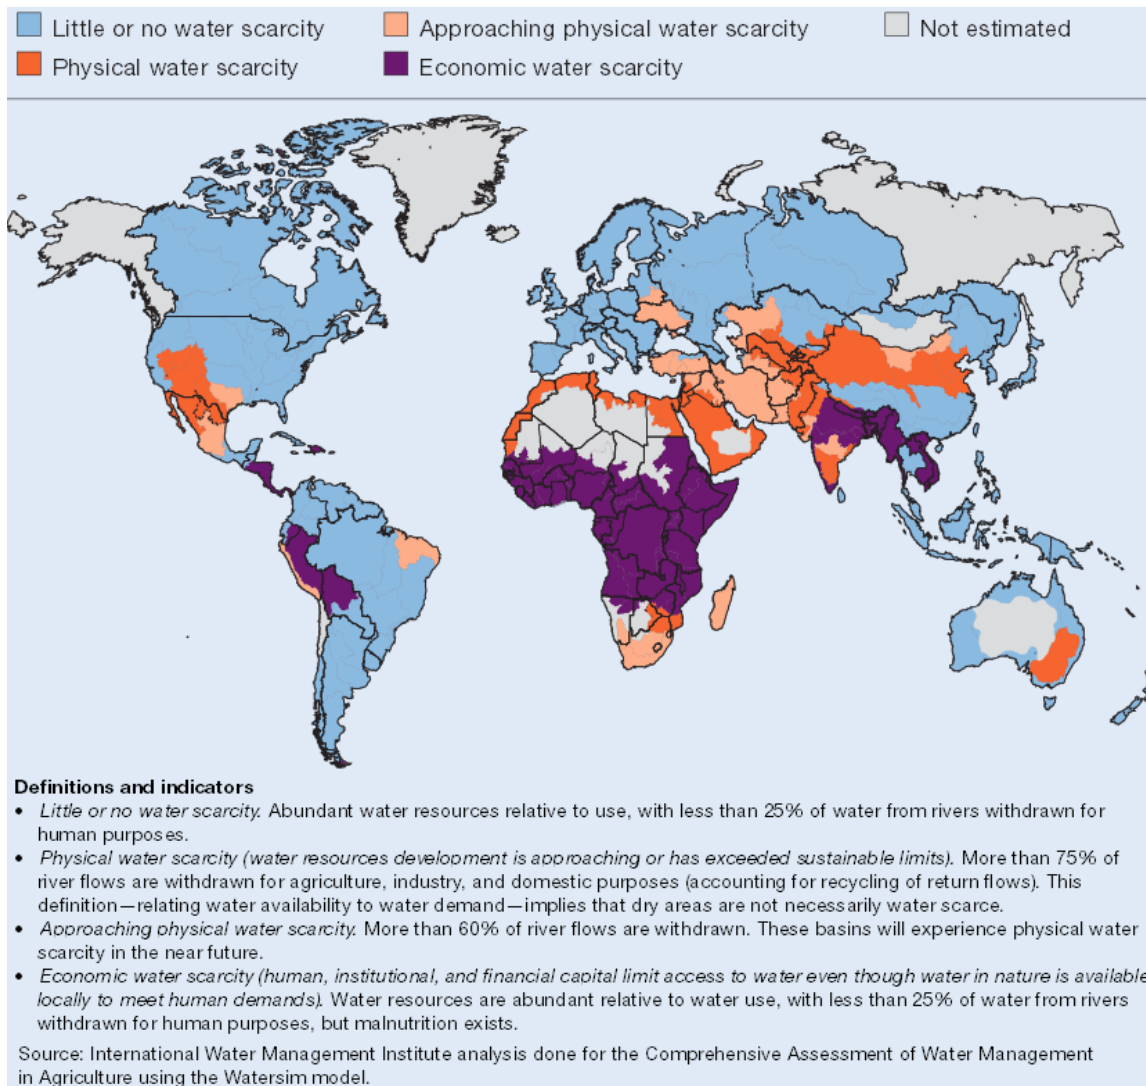 Little or no water scarcity Approaching physical water scarcity Not estimated
Physical water scarcity Economic water scarcity
Definitions and indicators
• Little or no water scarcity. Abundant water resources relative to use, with less than 25% of water from rivers withdrawn for
human purposes.
• Physical water scarcity (water resources development is approaching or has exceeded sustainable limits). More than 75% of
river flows are withdrawn for agriculture, industry, and domestic purposes (accounting for recycling of return flows). This
definition—relating water availability to water demand—implies that dry areas are not necessarily water scarce.
• Approaching physical water scarcity. More than 60% of river flows are withdrawn. These basins will experience physical water
scarcity in the near future.
• Economic water scarcity (human, institutional, and financial capital limit access to water even though water in nature is available
locally to meet human demands). Water resources are abundant relative to water use, with less than 25% of water from rivers
withdrawn for human purposes, but malnutrition exists.
Source: International Water Management Institute analysis done for the Comprehensive Assessment of Water Management
in Agriculture using the Watersim model.